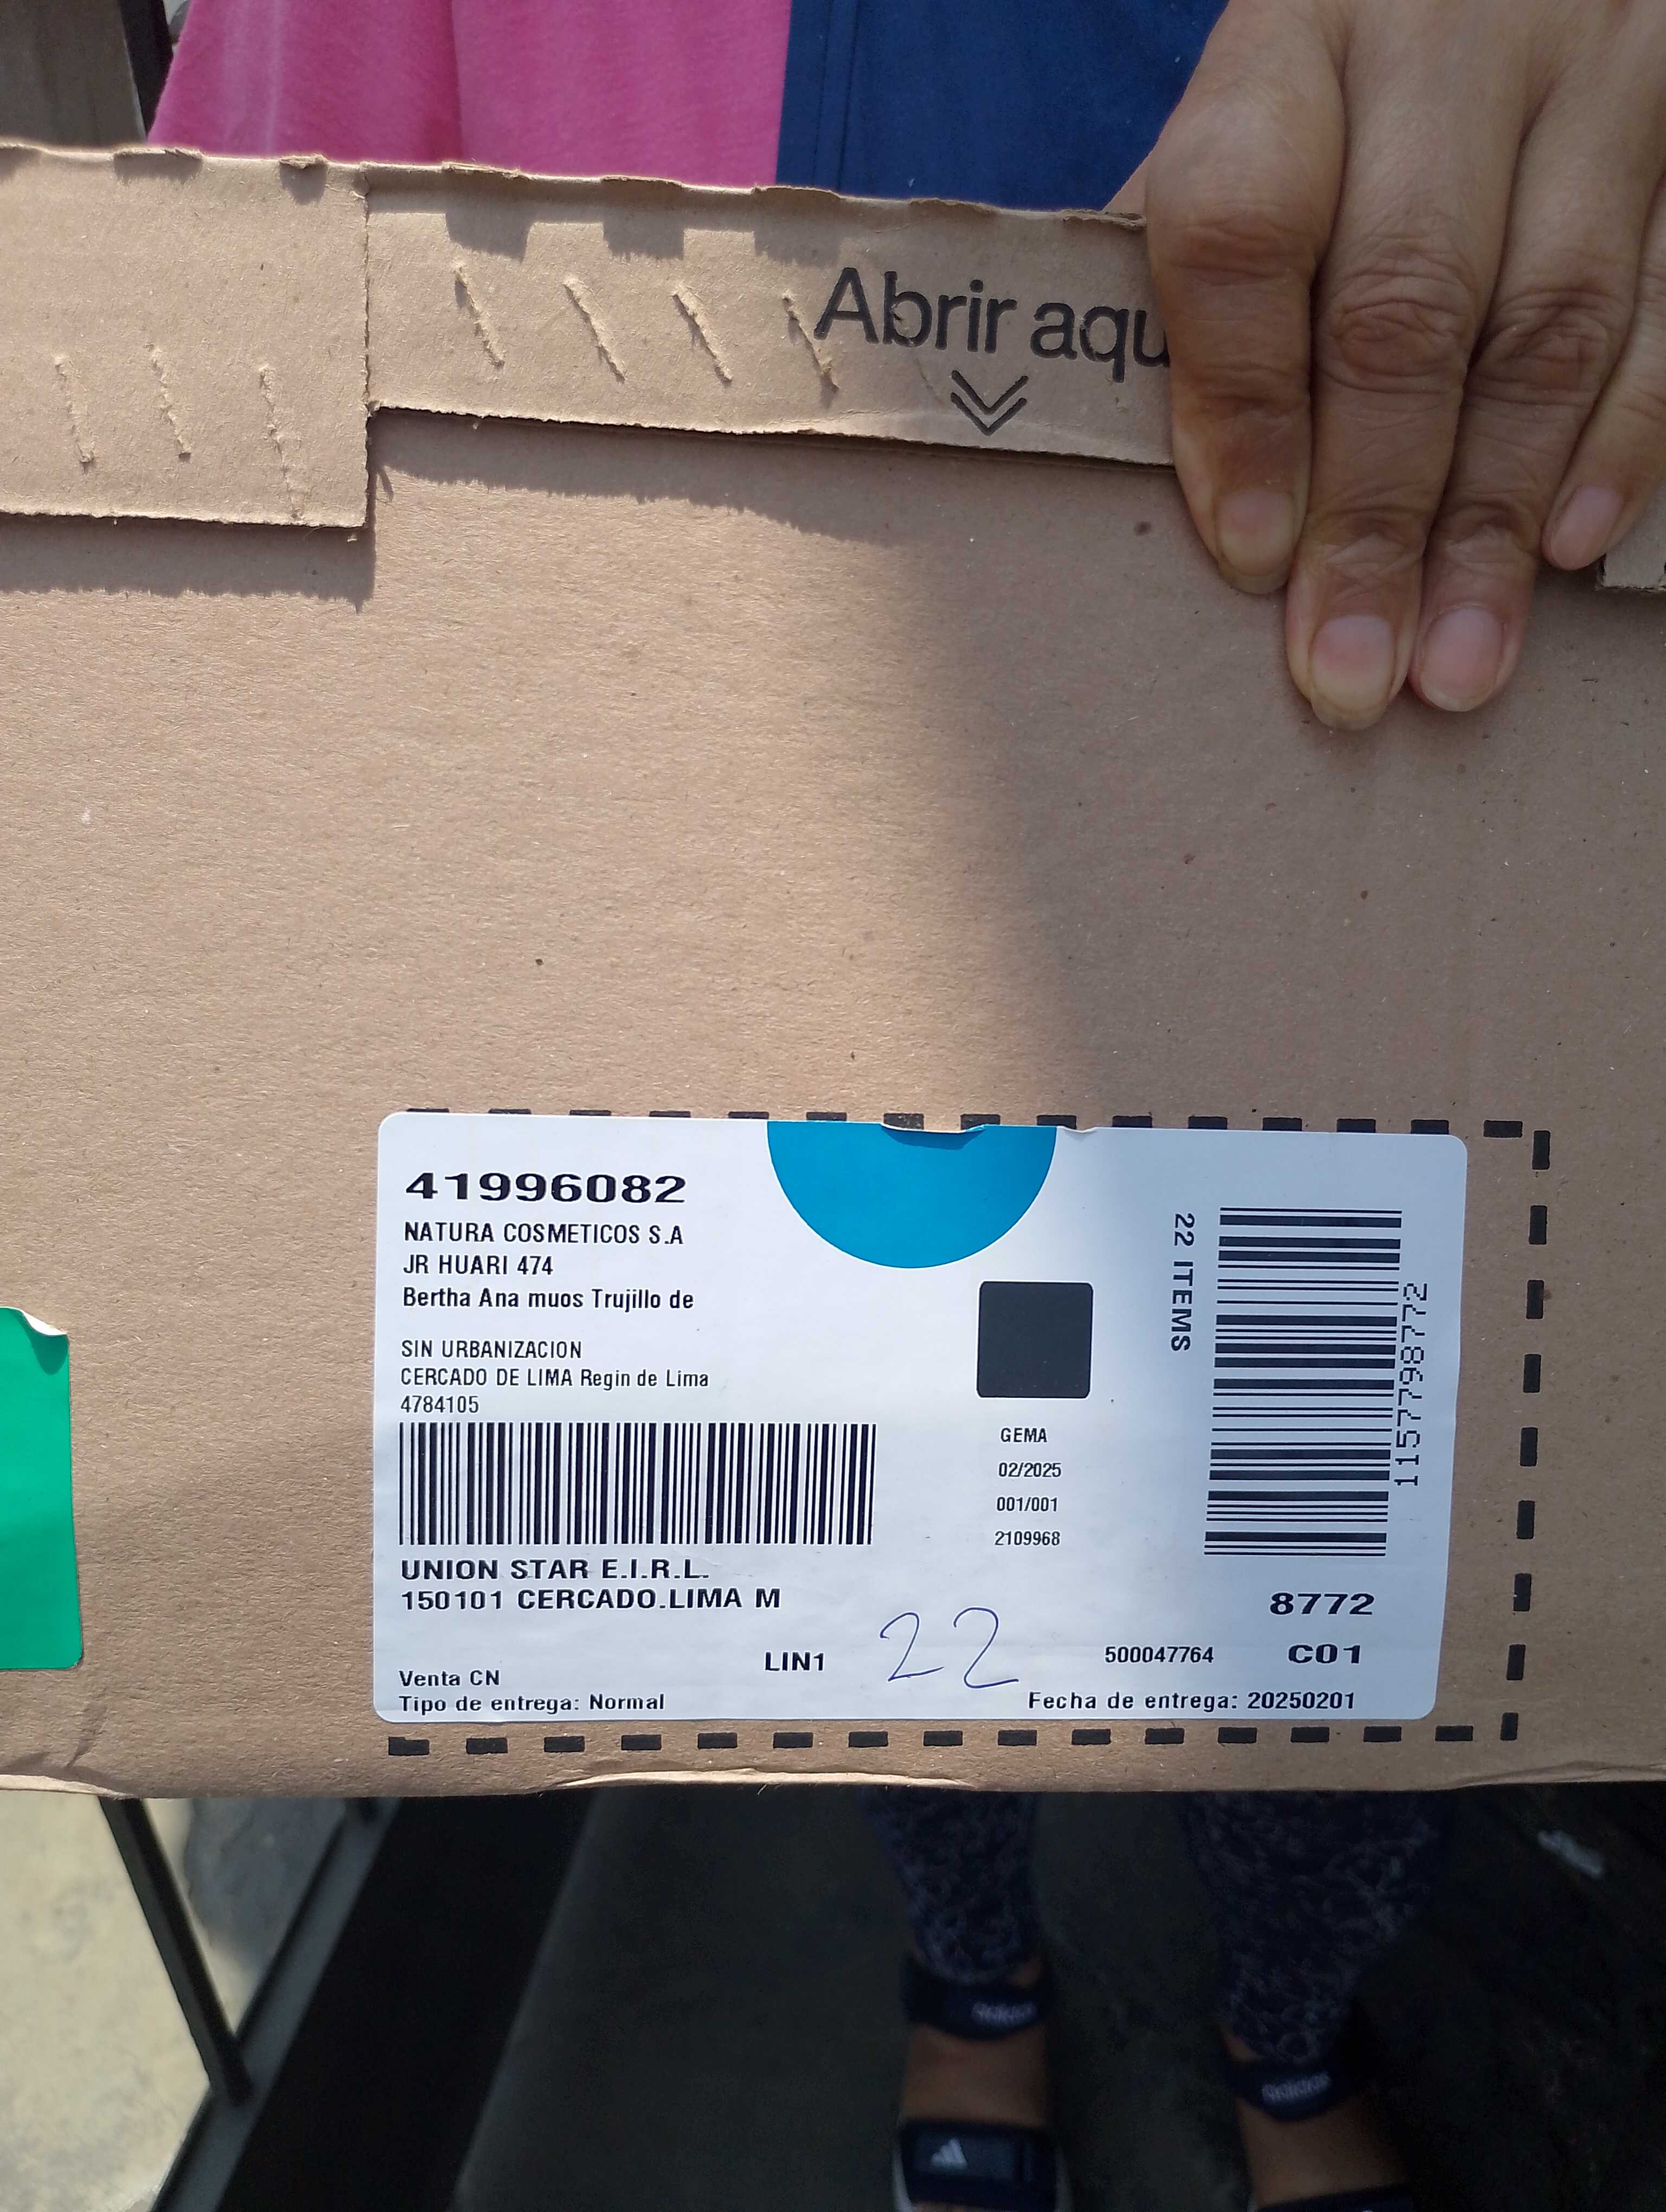 Abrir aqu
41996082
NATURA COSMETICOS S.A
JR HUARI 474
Bertha Ana muos Trujillo de
SIN URBANIZACION
CERCADO DE LIMA Regin de Lima
4784105
UNION STAR E.I.R.L.
150101 CERCADO.LIMA M
LIN1
22
Venta CN
Tipo de entrega: Normal
GEMA
02/2025
001/001
2109968
22 ITEMS
1157798772
8772
500047764 C01
Fecha de entrega: 20250201
adidas
adidas